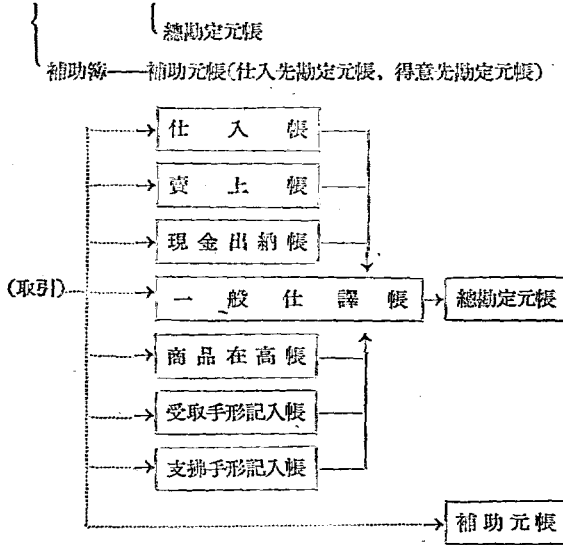 總勘定元帳
補助簿——補助元帳(仕入先勘定元帳、得意先勘定元帳)
仕入帳
賣上帳
現金出納帳
(取引)
一般仕譯帳
總勘定元帳
商品在高帳
受取手形記入帳
支拂手形記入帳
補助元帳